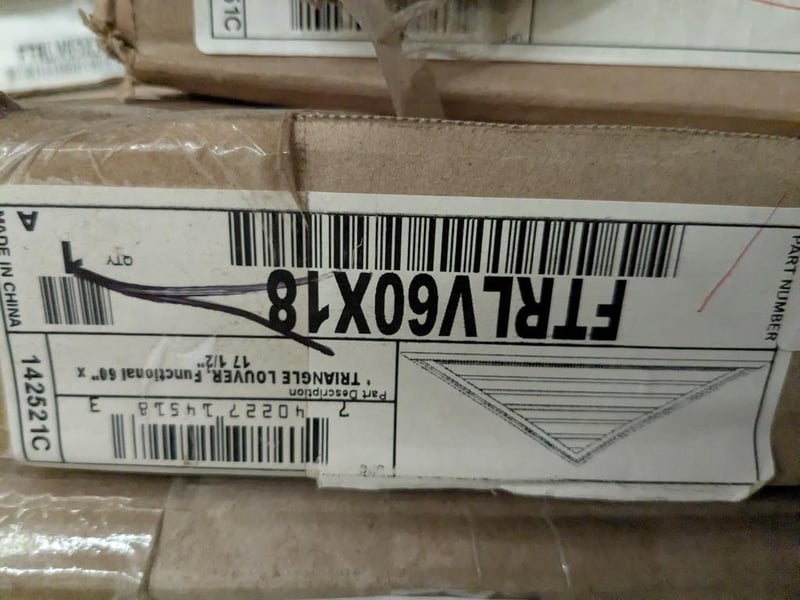 PART NUMBER
FTRLV60X18
QTY
1
A
MADE IN CHINA
142521C
Part Description
TRIANGLE LOUVER, Functional 60" x
17 1/2"
7 40227 14518 3
51C